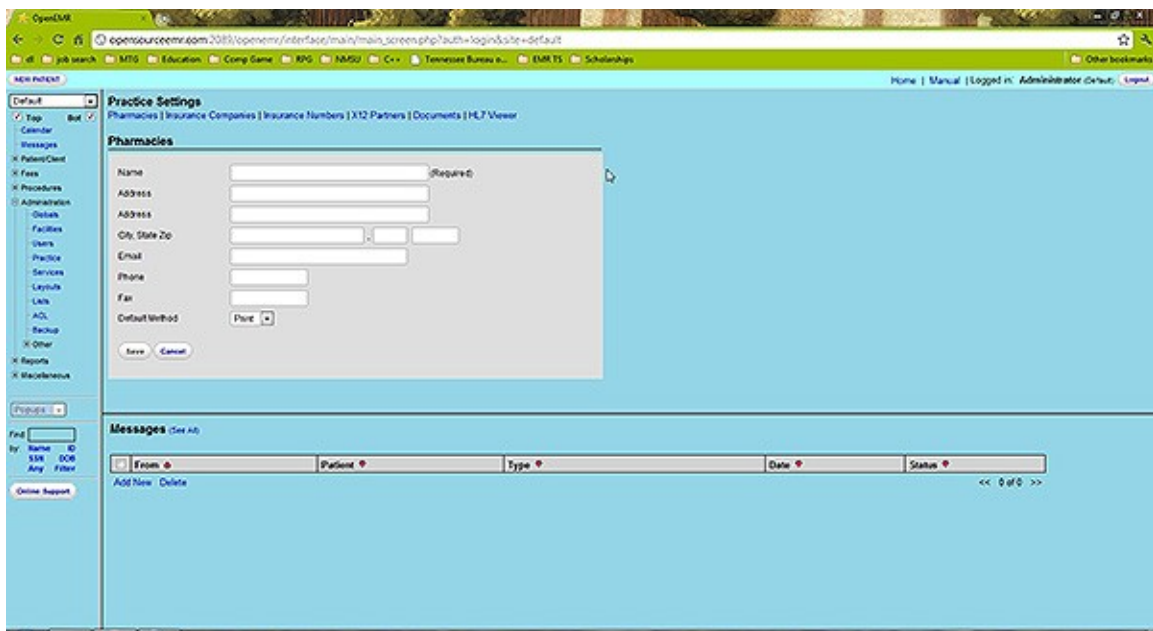 OpenEMR
opensourceemr.com:2089/openemr/interface/main/main_screen.php?auth=login&site=default
dl job search MTG Education Comp Game RPG NMSU C++ Tennessee Bureau o... EMR TS Scholarships Other bookmarks
NEW PATIENT Home | Manual | Logged in: Administrator (Default) Logout
Default
Top Bot
Calendar
Messages
Patient/Client
Fees
Procedures
Administration
Globals
Facilities
Users
Practice
Services
Layouts
Lists
ACL
Backup
Other
Reports
Miscellaneous
Popups
Find
by: Name ID
SSN DOB
Any Filter
Online Support
Practice Settings
Pharmacies | Insurance Companies | Insurance Numbers | X12 Partners | Documents | HL7 Viewer
Pharmacies
Name (Required)
Address
Address
City, State Zip ,
Email
Phone
Fax
Default Method Print
Save Cancel
Messages (See All)
From Patient Type Date Status
Add New Delete << 0 of 0 >>